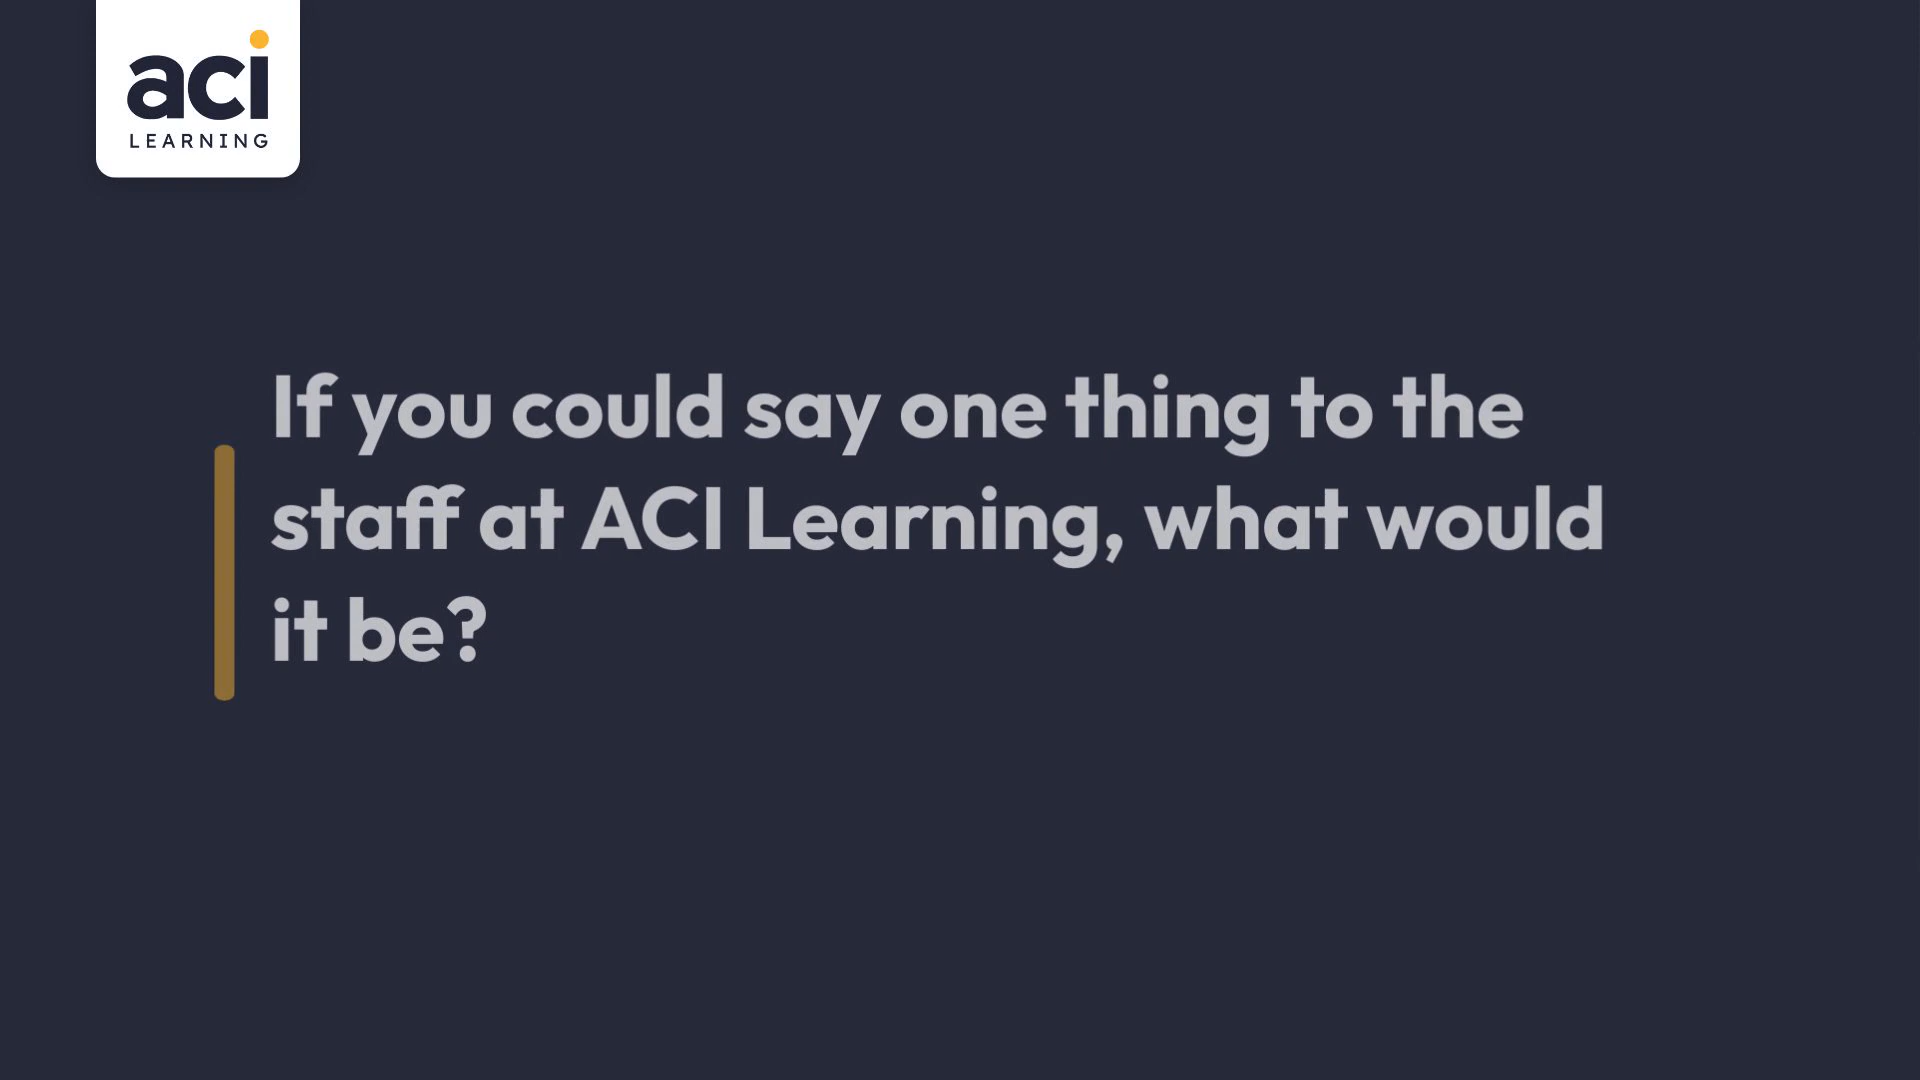 aci
LEARNING
If you could say one thing to the
staff at ACI Learning, what would
it be?